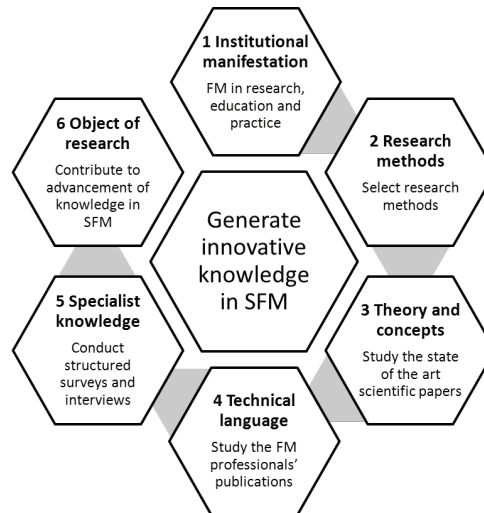 1 Institutional
manifestation
FM in research,
education and
practice
2 Research
methods
Select research
methods
3 Theory and
concepts
Study the state
of the art
scientific papers
4 Technical
language
Study the FM
professionals’
publications
5 Specialist
knowledge
Conduct
structured
surveys and
interviews
6 Object of
research
Contribute to
advancement of
knowledge in
SFM
Generate
innovative
knowledge
in SFM